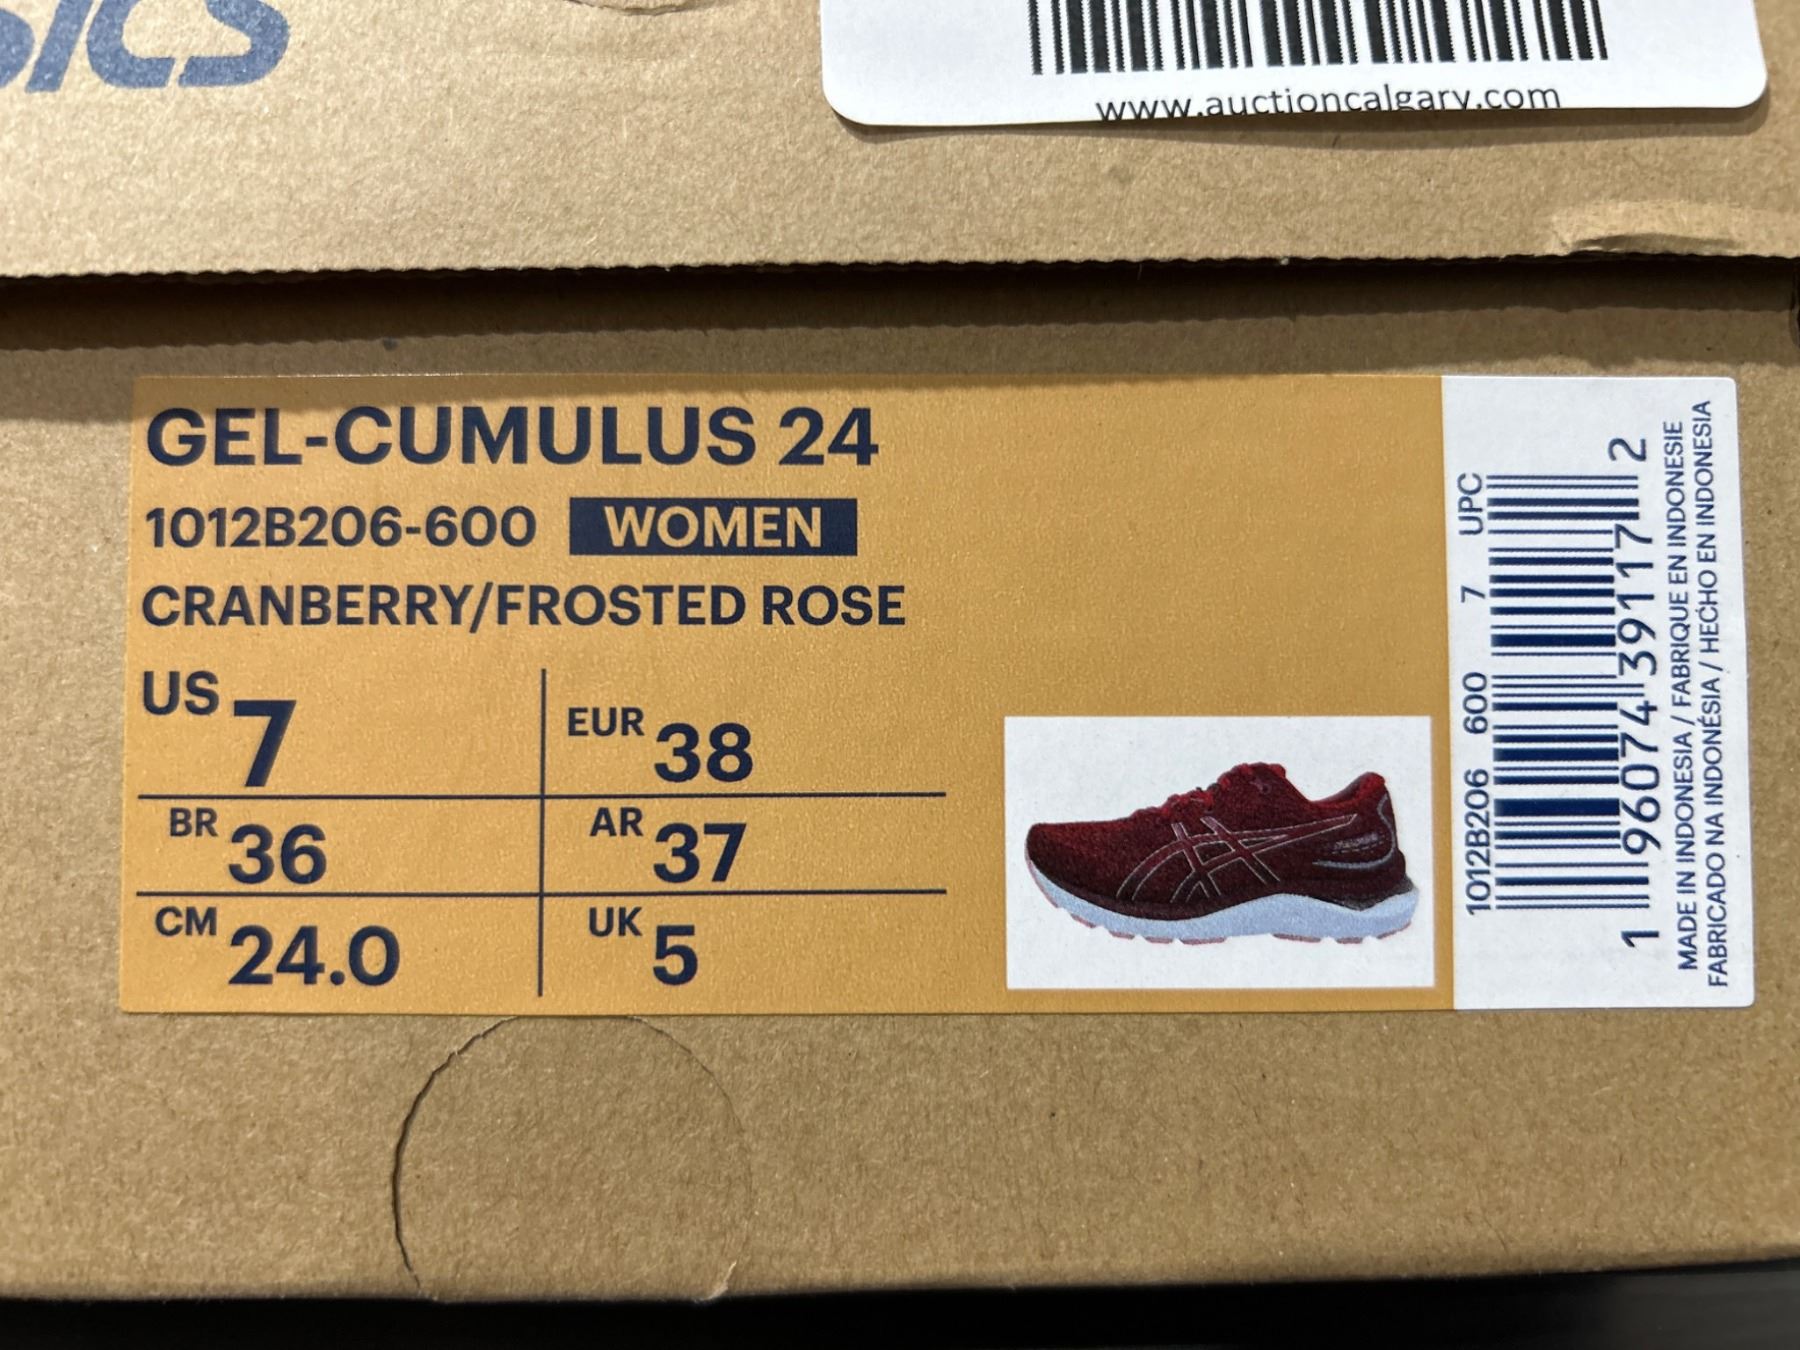 www.auctioncalgary.com
GEL-CUMULUS 24
1012B206-600 WOMEN
CRANBERRY/FROSTED ROSE
US 7 EUR 38
BR 36 AR 37
CM 24.0 UK 5
1012B206 600 7 UPC
1 96074 39117 2
MADE IN INDONESIA / FABRIQUE EN INDONESIE
FABRICADO NA INDONÉSIA / HECHO EN INDONESIA